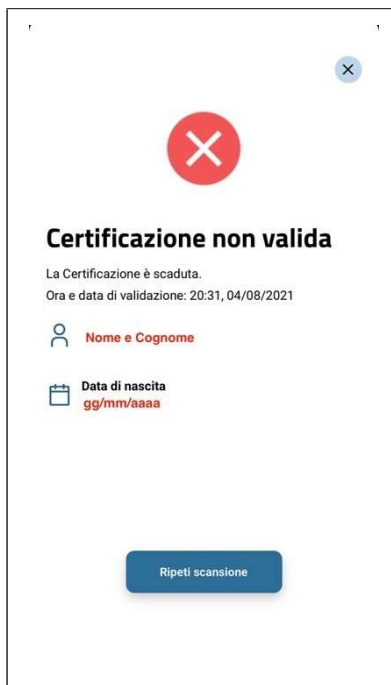 Certificazione non valida
La Certificazione è scaduta.
Ora e data di validazione: 20:31, 04/08/2021
Nome e Cognome
Data di nascita
gg/mm/aaaa
Ripeti scansione